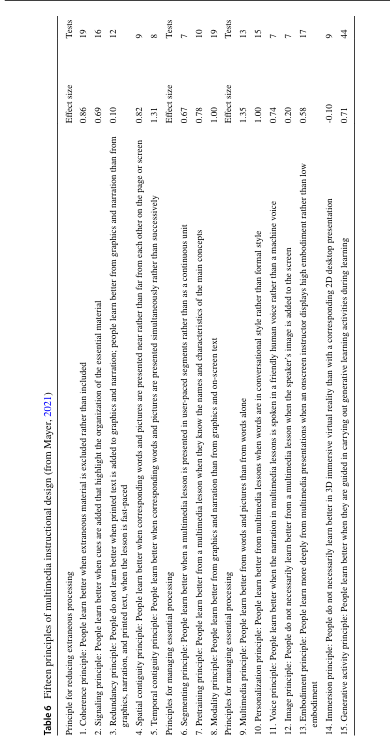 Table 6 Fifteen principles of multimedia instructional design (from Mayer, 2021)
Principle for reducing extraneous processing Effect size Tests
1. Coherence principle: People learn better when extraneous material is excluded rather than included 0.86 19
2. Signaling principle: People learn better when cues are added that highlight the organization of the essential material 0.69 16
3. Redundancy principle: People do not learn better when printed text is added to graphics and narration; people learn better from graphics and narration than from 0.10 12
graphics, narration, and printed text, when the lesson is fast-paced
4. Spatial contiguity principle: People learn better when corresponding words and pictures are presented near rather than far from each other on the page or screen 0.82 9
5. Temporal contiguity principle: People learn better when corresponding words and pictures are presented simultaneously rather than successively 1.31 8
Principles for managing essential processing Effect size Tests
6. Segmenting principle: People learn better when a multimedia lesson is presented in user-paced segments rather than as a continuous unit 0.67 7
7. Pretraining principle: People learn better from a multimedia lesson when they know the names and characteristics of the main concepts 0.78 10
8. Modality principle: People learn better from graphics and narration than from graphics and on-screen text 1.00 19
Principles for managing essential processing Effect size Tests
9. Multimedia principle: People learn better from words and pictures than from words alone 1.35 13
10. Personalization principle: People learn better from multimedia lessons when words are in conversational style rather than formal style 1.00 15
11. Voice principle: People learn better when the narration in multimedia lessons is spoken in a friendly human voice rather than a machine voice 0.74 7
12. Image principle: People do not necessarily learn better from a multimedia lesson when the speaker's image is added to the screen 0.20 7
13. Embodiment principle: People learn more deeply from multimedia presentations when an onscreen instructor displays high embodiment rather than low 0.58 17
embodiment
14. Immersion principle: People do not necessarily learn better in 3D immersive virtual reality than with a corresponding 2D desktop presentation -0.10 9
15. Generative activity principle: People learn better when they are guided in carrying out generative learning activities during learning 0.71 44